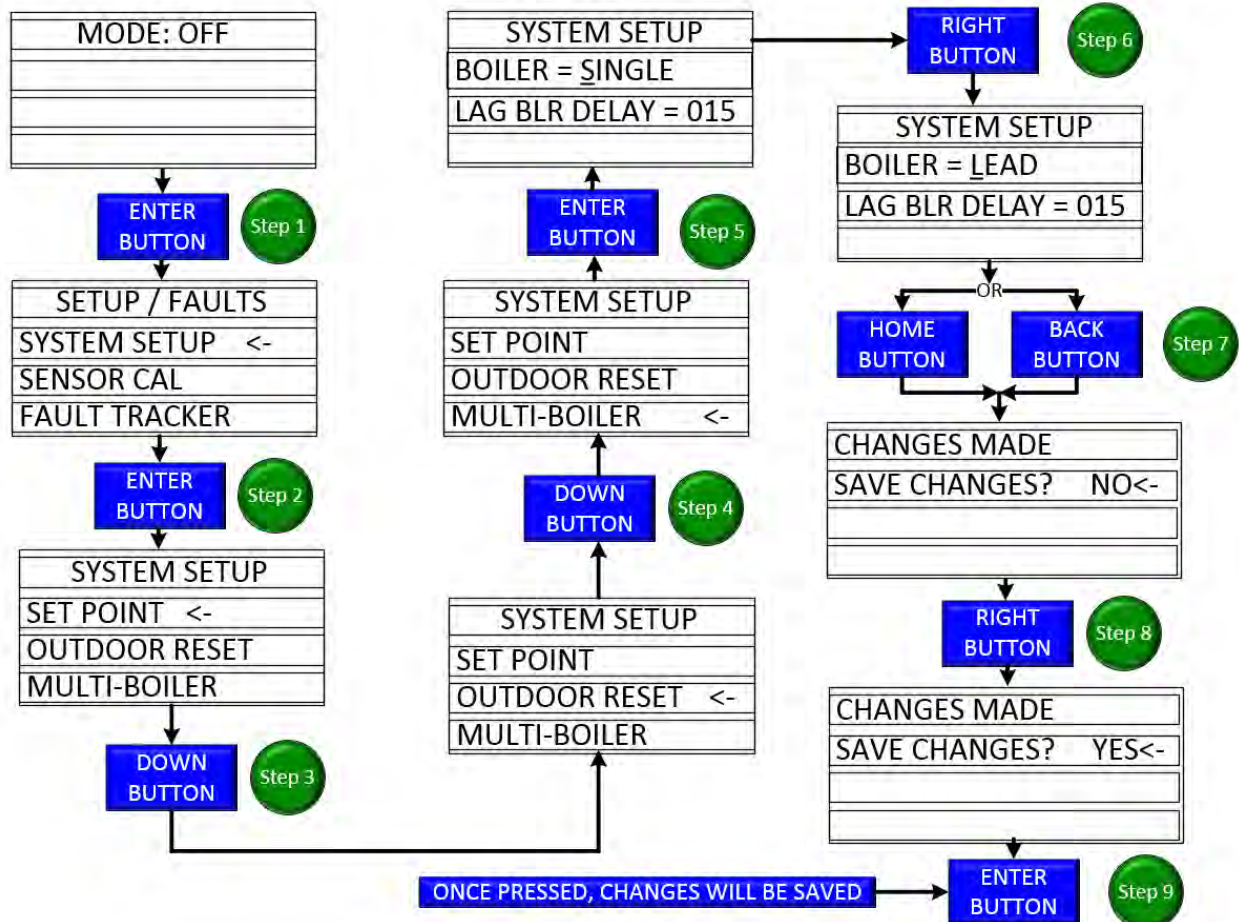 MODE: OFF
ENTER
BUTTON
Step 1
SETUP / FAULTS
SYSTEM SETUP <-
SENSOR CAL
FAULT TRACKER
ENTER
BUTTON
Step 2
SYSTEM SETUP
SET POINT <-
OUTDOOR RESET
MULTI-BOILER
DOWN
BUTTON
Step 3
SYSTEM SETUP
SET POINT
OUTDOOR RESET <-
MULTI-BOILER
DOWN
BUTTON
Step 4
SYSTEM SETUP
SET POINT
OUTDOOR RESET
MULTI-BOILER <-
ENTER
BUTTON
Step 5
SYSTEM SETUP
BOILER = SINGLE
LAG BLR DELAY = 015
RIGHT
BUTTON
Step 6
SYSTEM SETUP
BOILER = LEAD
LAG BLR DELAY = 015
OR
HOME
BUTTON
BACK
BUTTON
Step 7
CHANGES MADE
SAVE CHANGES? NO<-
RIGHT
BUTTON
Step 8
CHANGES MADE
SAVE CHANGES? YES<-
ONCE PRESSED, CHANGES WILL BE SAVED
ENTER
BUTTON
Step 9